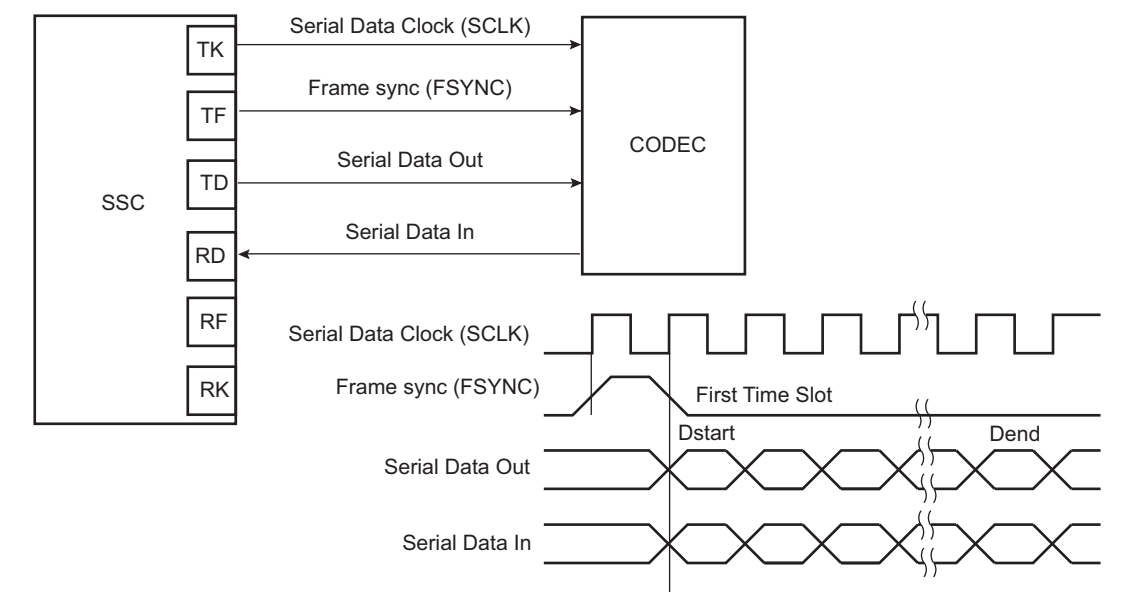 Serial Data Clock (SCLK)
TK
Frame sync (FSYNC)
TF
CODEC
Serial Data Out
TD
SSC
Serial Data In
RD
RF
Serial Data Clock (SCLK)
RK
Frame sync (FSYNC)
First Time Slot
Dstart
Dend
Serial Data Out
Serial Data In